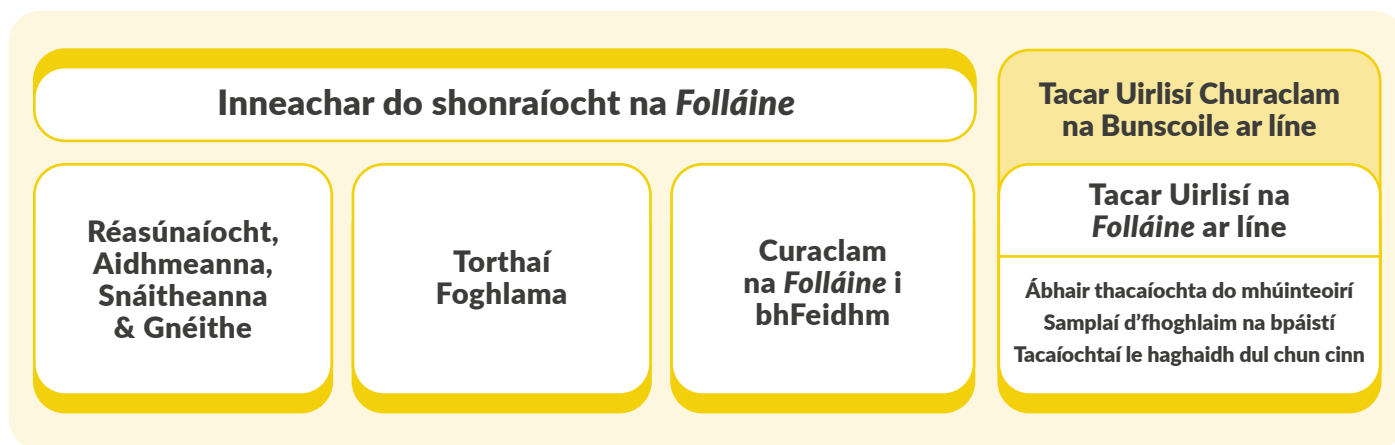 Inneachar do shonraíocht na Folláine
Réasúnaíocht,
Aidhmeanna,
Snáitheanna
& Gnéithe
Torthaí
Foghlama
Curaclam
na Folláine i
bhFeidhm
Tacar Uirlisí Churaclam
na Bunscoile ar líne
Tacar Uirlisí na
Folláine ar líne
Ábhair thacaíochta do mhúinteoirí
Samplaí d’fhoghlaim na bpáistí
Tacaíochtaí le haghaidh dul chun cinn